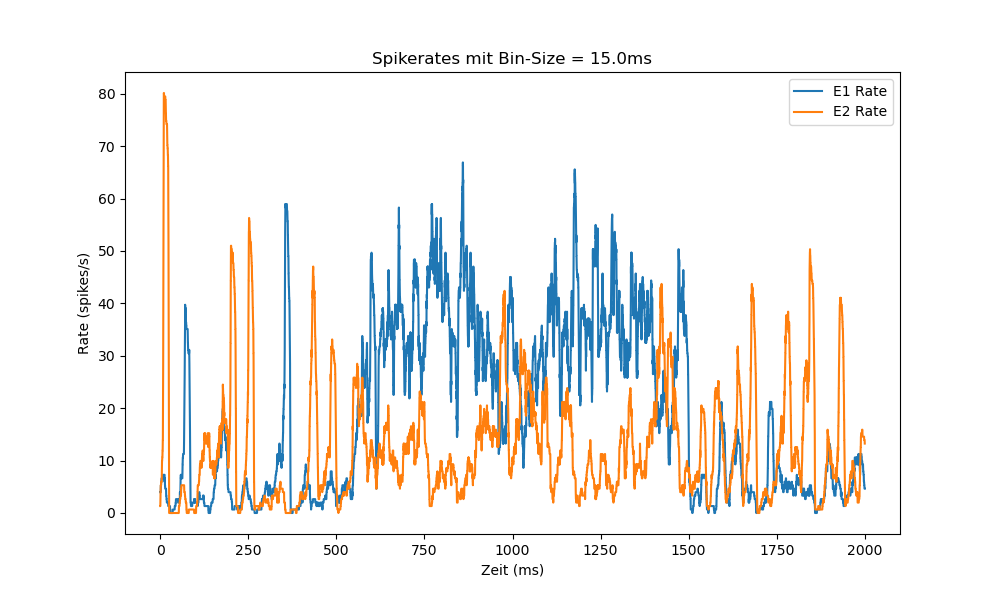 Spikerates mit Bin-Size = 15.0ms
E1 Rate
E2 Rate
80
70
60
50
40
30
20
10
0
Rate (spikes/s)
0 250 500 750 1000 1250 1500 1750 2000
Zeit (ms)